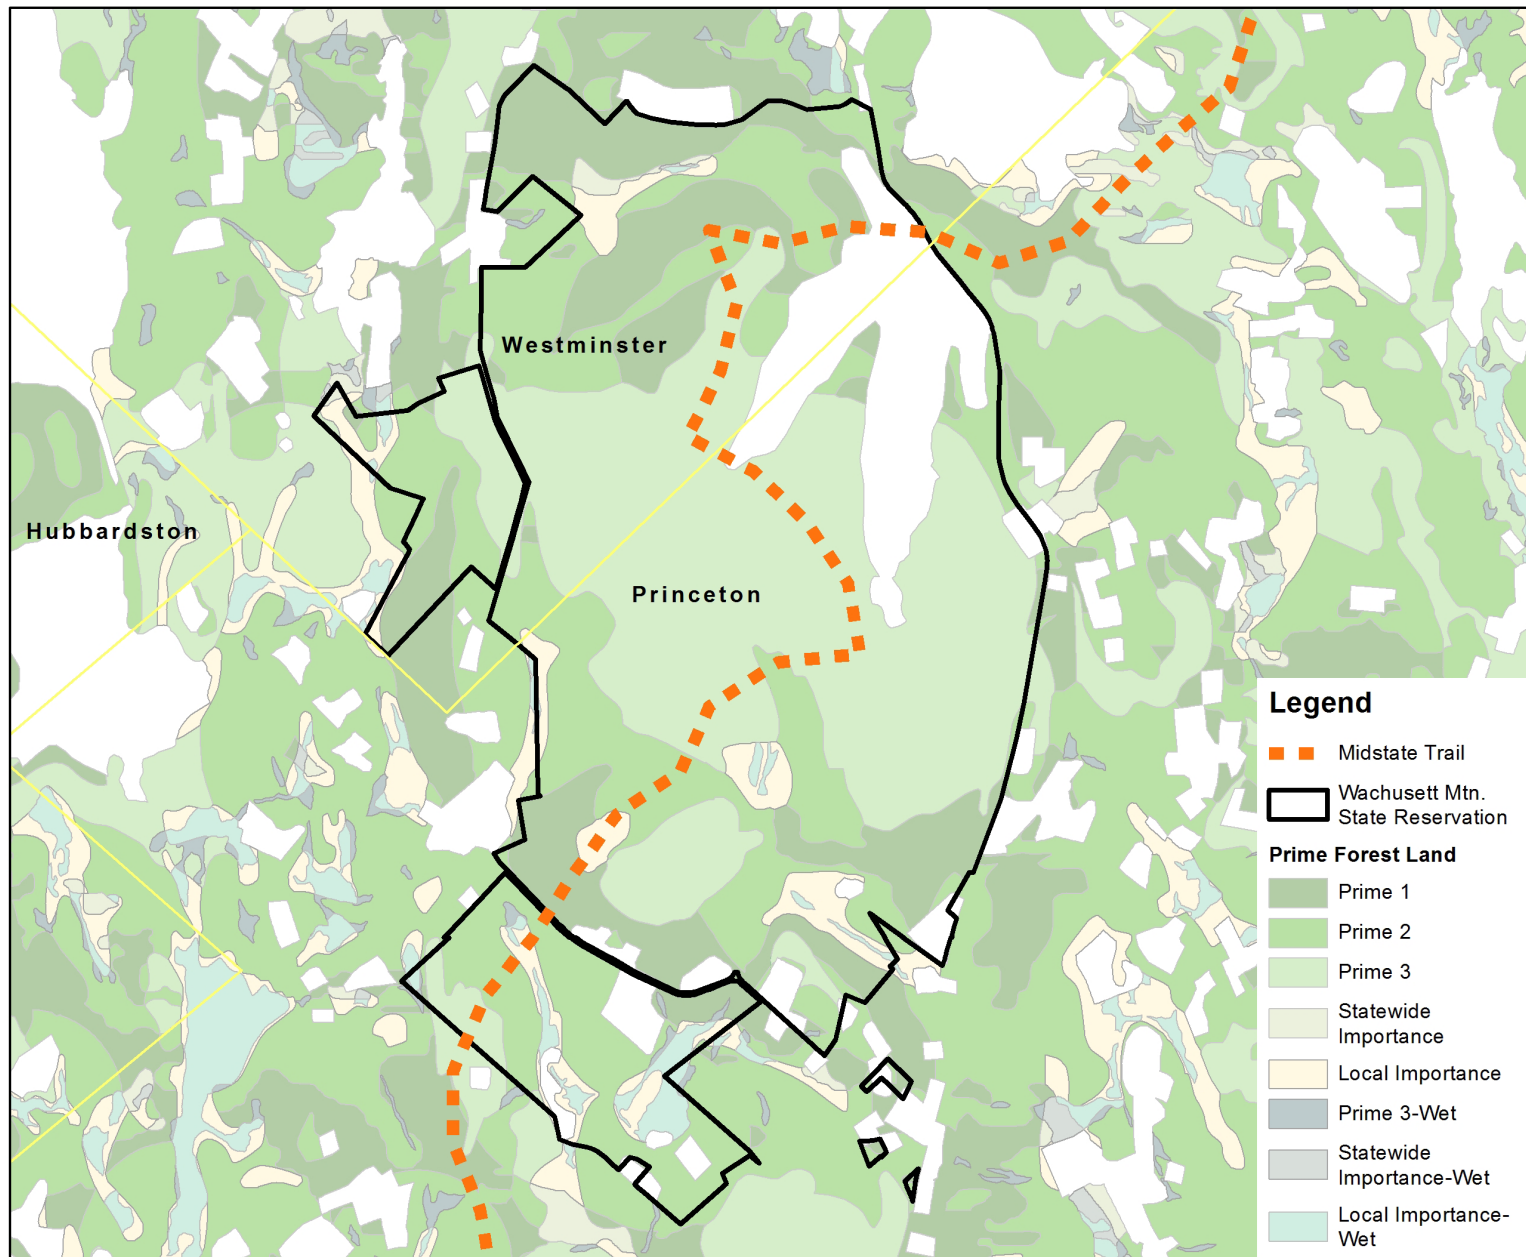 Westminster
Hubbardston
Princeton
Legend
Midstate Trail
Wachusett Mtn.
State Reservation
Prime Forest Land
Prime 1
Prime 2
Prime 3
Statewide
Importance
Local Importance
Prime 3-Wet
Statewide
Importance-Wet
Local Importance-
Wet